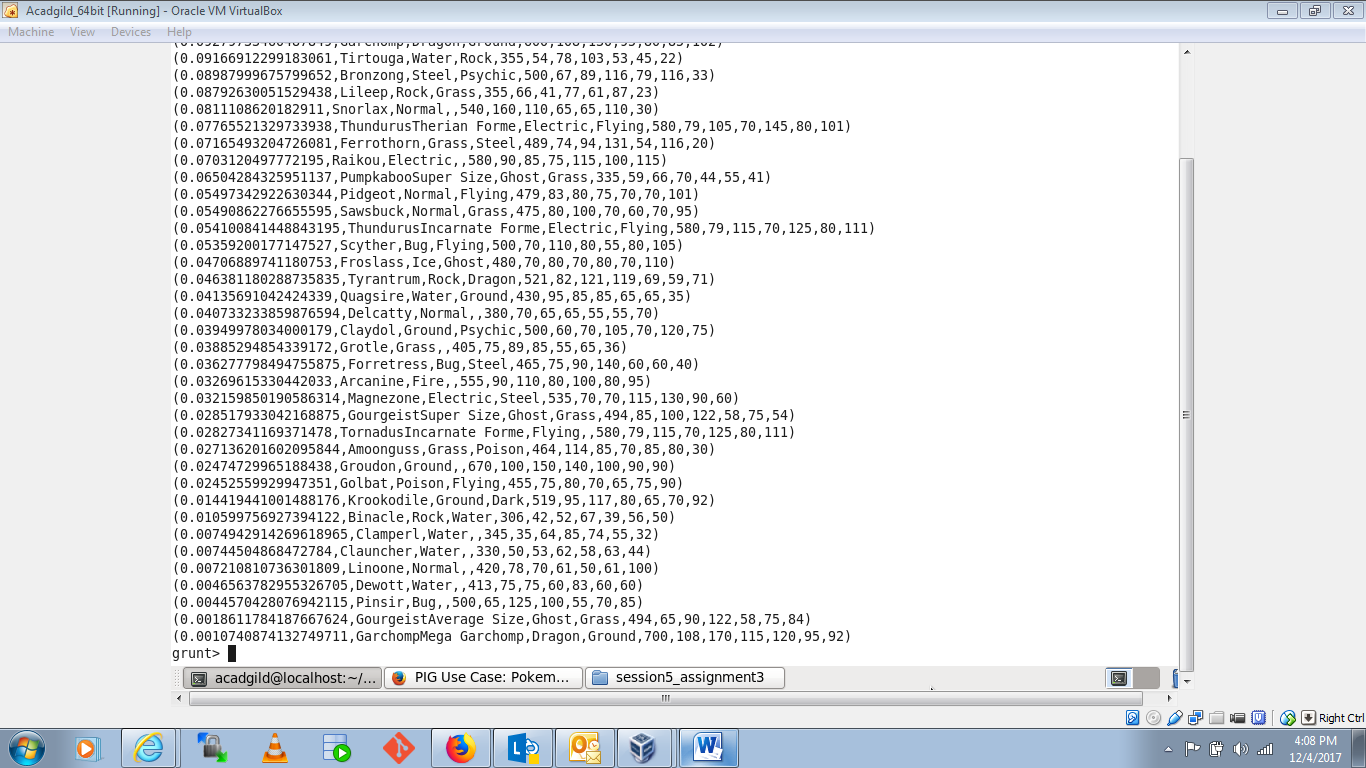 Acadgild_64bit [Running] - Oracle VM VirtualBox
Machine View Devices Help
(0.09166912299183061,Tirtouga,Water,Rock,355,54,78,103,53,45,22)
(0.08987999675799652,Bronzong,Steel,Psychic,500,67,89,116,79,116,33)
(0.08792630051529438,Lileep,Rock,Grass,355,66,41,77,61,87,23)
(0.0811108620182911,Snorlax,Normal,,540,160,110,65,65,110,30)
(0.07765521329733938,ThundurusTherian Forme,Electric,Flying,580,79,105,70,145,80,101)
(0.07165493204726081,Ferrothorn,Grass,Steel,489,74,94,131,54,116,20)
(0.0703120497772195,Raikou,Electric,,580,90,85,75,115,100,115)
(0.06504284325951137,PumpkabooSuper Size,Ghost,Grass,335,59,66,70,44,55,41)
(0.05497342922630344,Pidgeot,Normal,Flying,479,83,80,75,70,70,101)
(0.05490862276655595,Sawsbuck,Normal,Grass,475,80,100,70,60,70,95)
(0.054100841448843195,ThundurusIncarnate Forme,Electric,Flying,580,79,115,70,125,80,111)
(0.05359200177147527,Scyther,Bug,Flying,500,70,110,80,55,80,105)
(0.04706889741180753,Froslass,Ice,Ghost,480,70,80,70,80,70,110)
(0.046381180288735835,Tyrantrum,Rock,Dragon,521,82,121,119,69,59,71)
(0.04135691042424339,Quagsire,Water,Ground,430,95,85,85,65,65,35)
(0.040733233859876594,Delcatty,Normal,,380,70,65,65,55,55,70)
(0.03949978034000179,Claydol,Ground,Psychic,500,60,70,105,70,120,75)
(0.03885294854339172,Grotle,Grass,,405,75,89,85,55,65,36)
(0.036277798494755875,Forretress,Bug,Steel,465,75,90,140,60,60,40)
(0.03269615330442033,Arcanine,Fire,,555,90,110,80,100,80,95)
(0.032159850190586314,Magnezone,Electric,Steel,535,70,70,115,130,90,60)
(0.028517933042168875,GourgeistSuper Size,Ghost,Grass,494,85,100,122,58,75,54)
(0.02827341169371478,TornadusIncarnate Forme,Flying,,580,79,115,70,125,80,111)
(0.027136201602095844,Amoonguss,Grass,Poison,464,114,85,70,85,80,30)
(0.02474729965188438,Groudon,Ground,,670,100,150,140,100,90,90)
(0.02452559929947351,Golbat,Poison,Flying,455,75,80,70,65,75,90)
(0.014419441001488176,Krookodile,Ground,Dark,519,95,117,80,65,70,92)
(0.010599756927394122,Binacle,Rock,Water,306,42,52,67,39,56,50)
(0.0074942914269618965,Clamperl,Water,,345,35,64,85,74,55,32)
(0.00744504868472784,Clauncher,Water,,330,50,53,62,58,63,44)
(0.007210810736301809,Linoone,Normal,,420,78,70,61,50,61,100)
(0.0046563782955326705,Dewott,Water,,413,75,75,60,83,60,60)
(0.0044570428076942115,Pinsir,Bug,,500,65,125,100,55,70,85)
(0.0018611784187667624,GourgeistAverage Size,Ghost,Grass,494,65,90,122,58,75,84)
(0.0010740874132749711,GarchompMega Garchomp,Dragon,Ground,700,108,170,115,120,95,92)
grunt>
acadgild@localhost:~/... PIG Use Case: Pokem... session5_assignment3
Right Ctrl
4:08 PM
12/4/2017